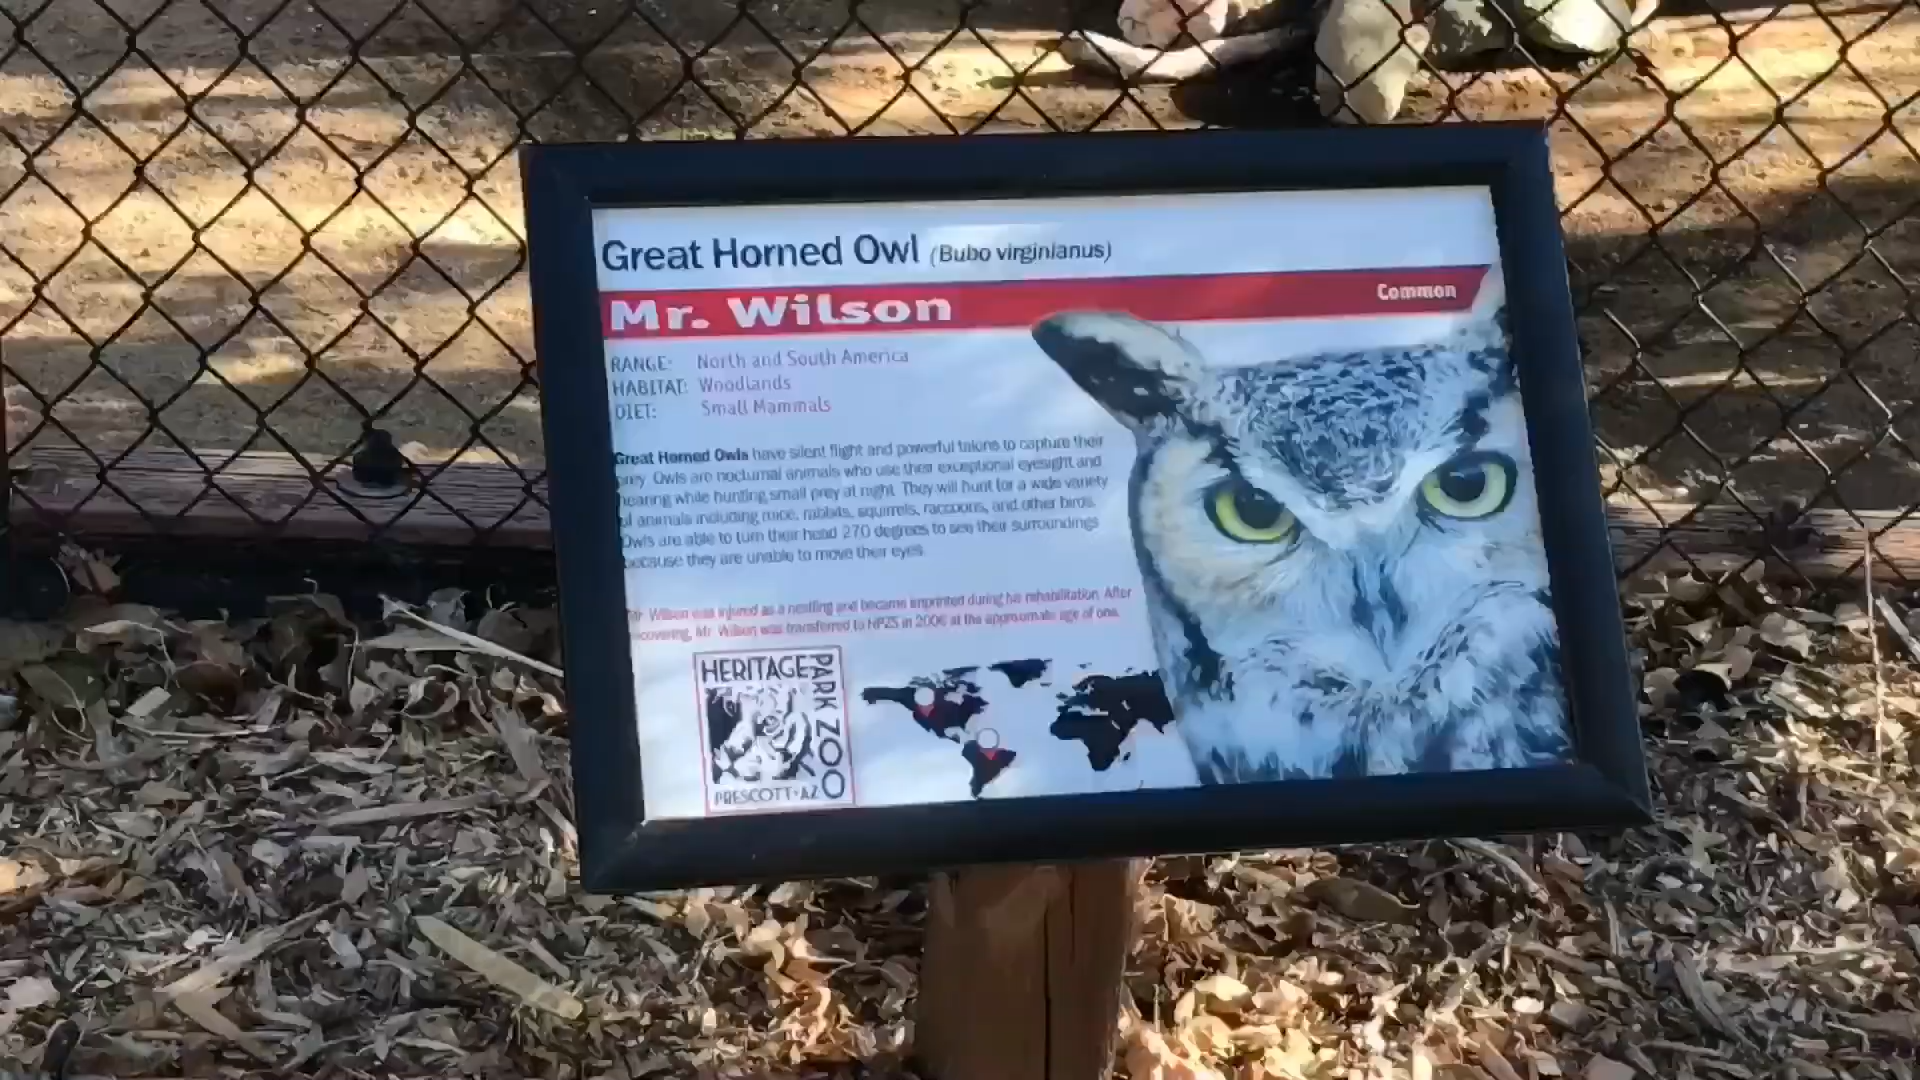 Great Horned Owl (Bubo virginianus)
Mr. Wilson
Common
RANGE: North and South America
HABITAT: Woodlands
DIET: Small Mammals
Great Horned Owls have silent flight and powerful talons to capture their
prey. Owls are nocturnal animals who use their exceptional eyesight and
hearing while hunting small prey at night. They will hunt for a wide variety
of animals including mice, rabbits, squirrels, raccoons, and other birds.
Owls are able to turn their head 270 degrees to see their surroundings
because they are unable to move their eyes.
Mr. Wilson was injured as a nestling and became imprinted during his rehabilitation. After
recovering, Mr. Wilson was transferred to HPZS in 2006 at the approximate age of one.
HERITAGE
PARK ZOO
PRESCOTT•AZ